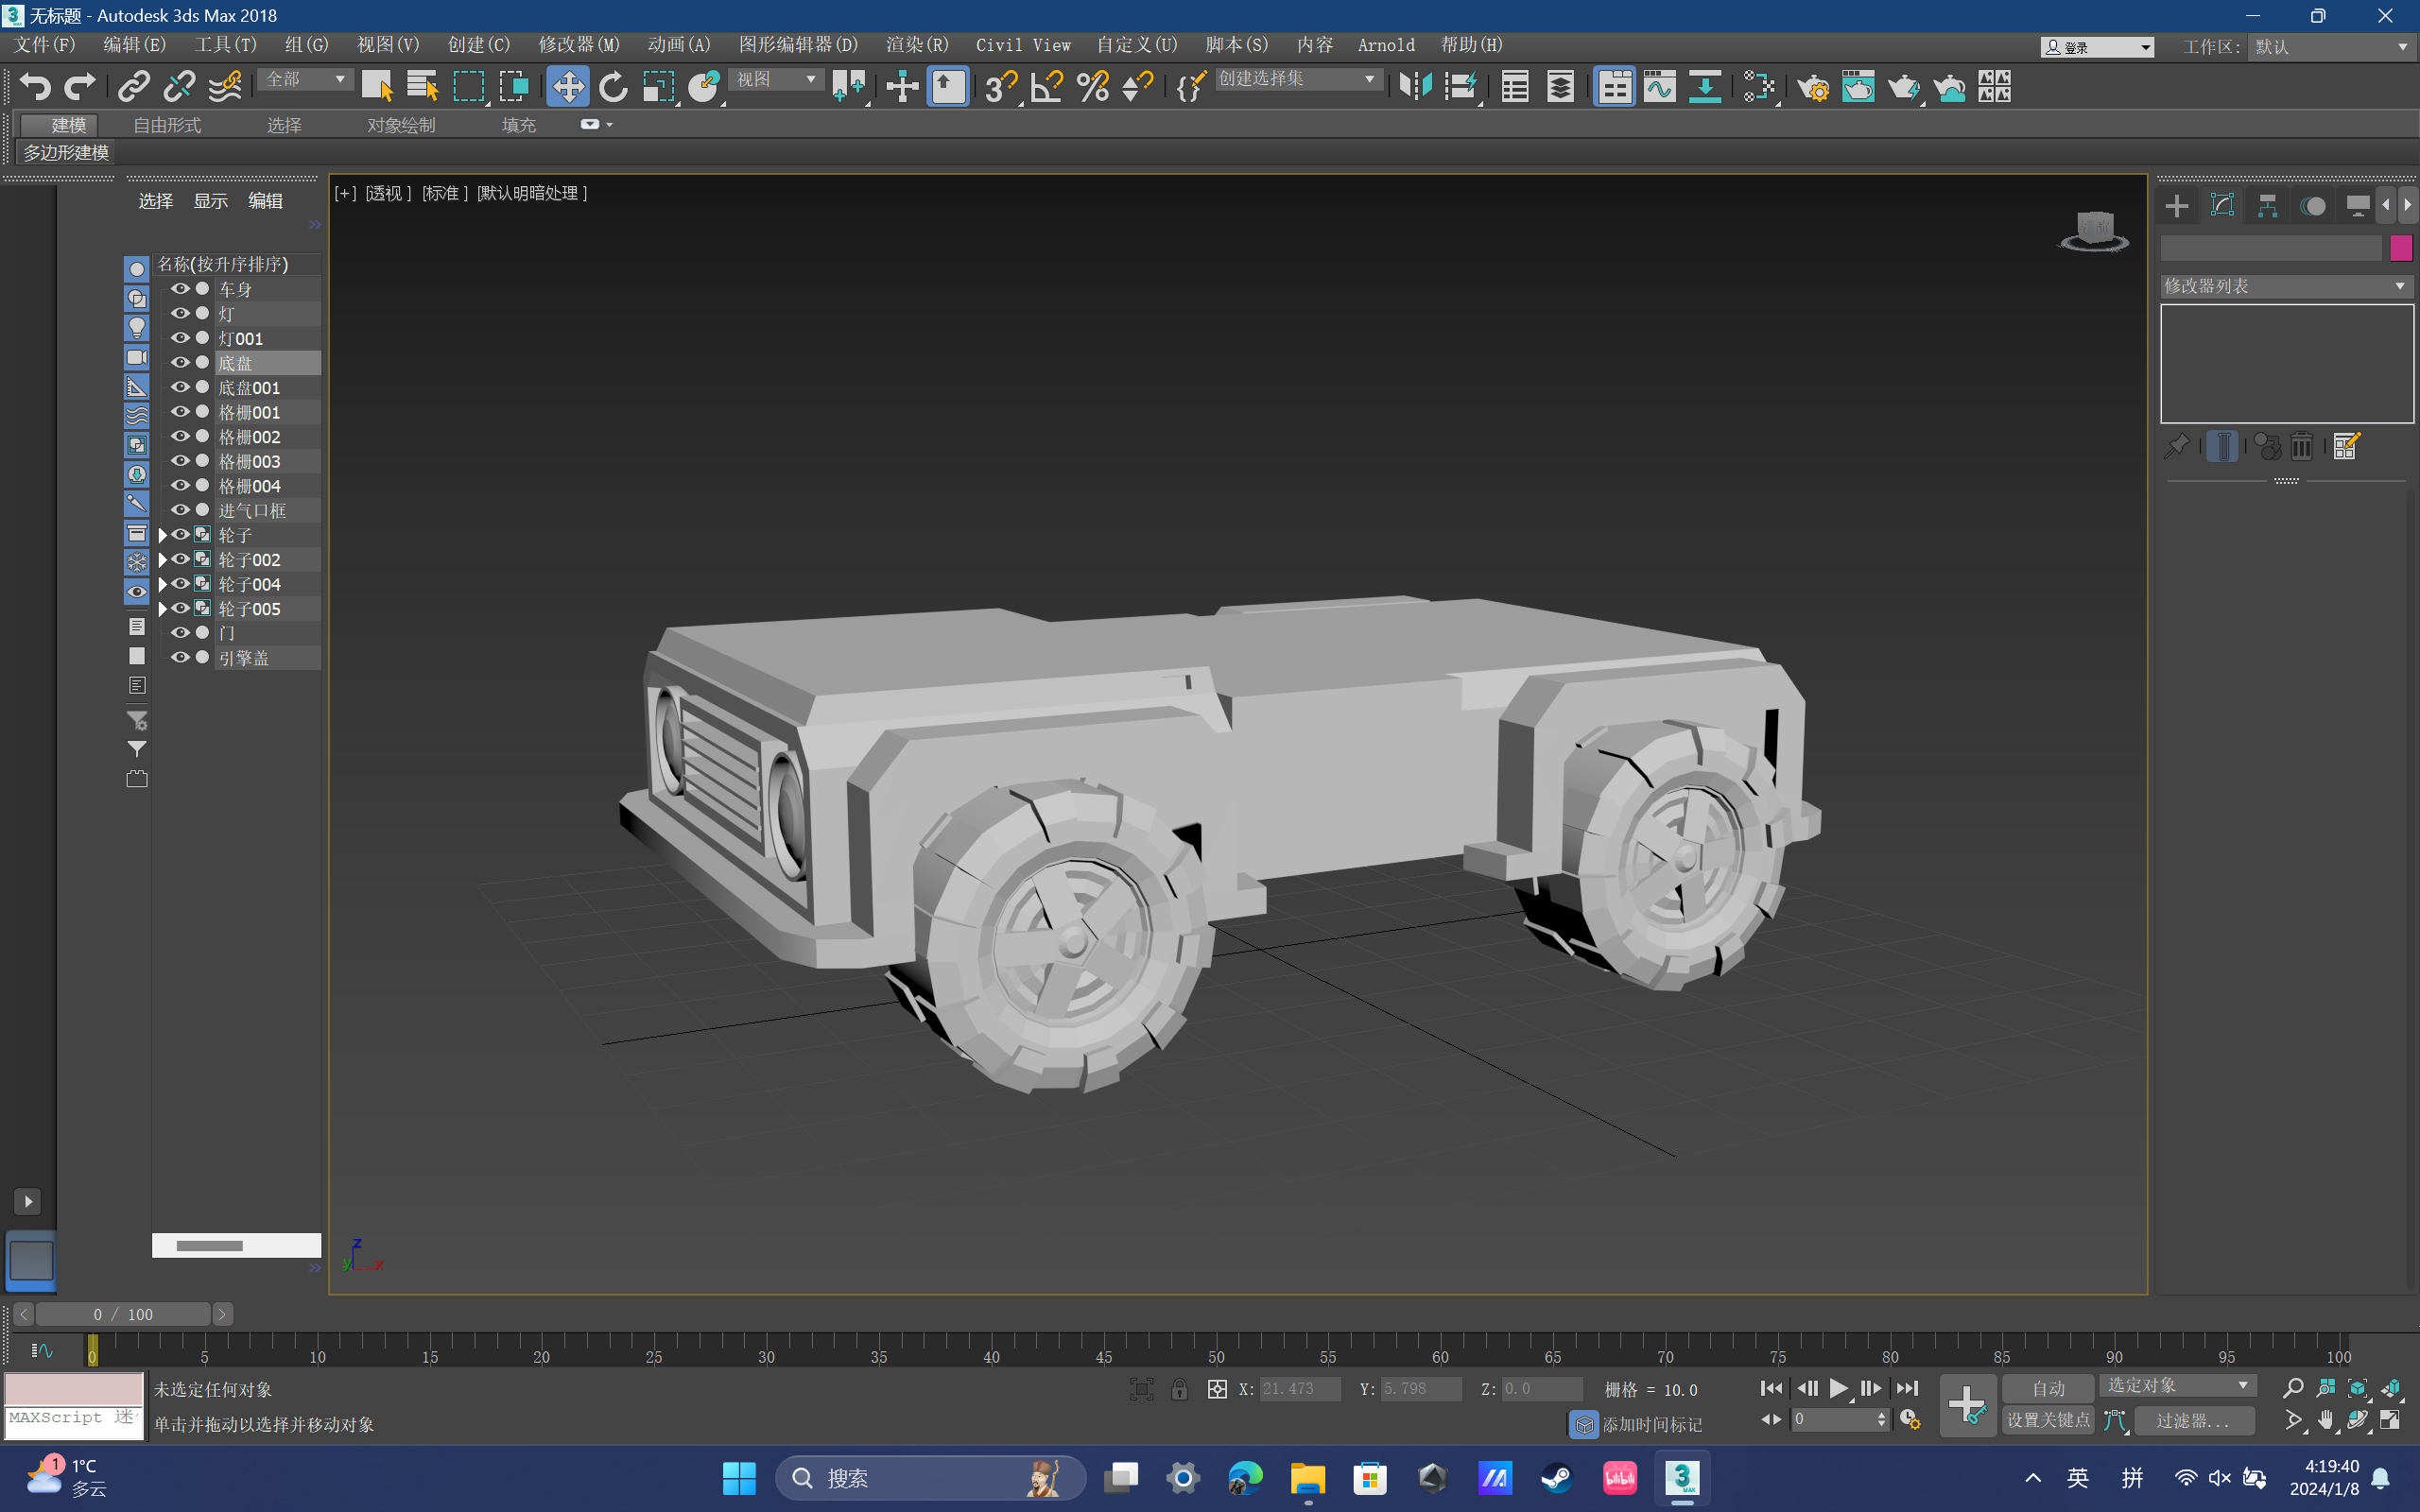 无标题 - Autodesk 3ds Max 2018
文件(F) 编辑(E) 工具(T) 组(G) 视图(V) 创建(C) 修改器(M) 动画(A) 图形编辑器(D) 渲染(R) Civil View 自定义(U) 脚本(S) 内容 Arnold 帮助(H) 登录 工作区: 默认
全部 视图 创建选择集
建模 自由形式 选择 对象绘制 填充
多边形建模
选择 显示 编辑
[+] [透视] [标准] [默认明暗处理]
名称(按升序排序)
车身
灯
灯001
底盘
底盘001
格栅001
格栅002
格栅003
格栅004
进气口框
轮子
轮子002
轮子004
轮子005
门
引擎盖
修改器列表
z
y x
0 / 100
0 5 10 15 20 25 30 35 40 45 50 55 60 65 70 75 80 85 90 95 100
未选定任何对象 X: 21.473 Y: 5.798 Z: 0.0 栅格 = 10.0 自动 选定对象
MAXScript 迷 单击并拖动以选择并移动对象 添加时间标记 0 设置关键点 过滤器...
1 1°C
多云
搜索
bilibili
3 MAX
英 拼
4:19:40
2024/1/8